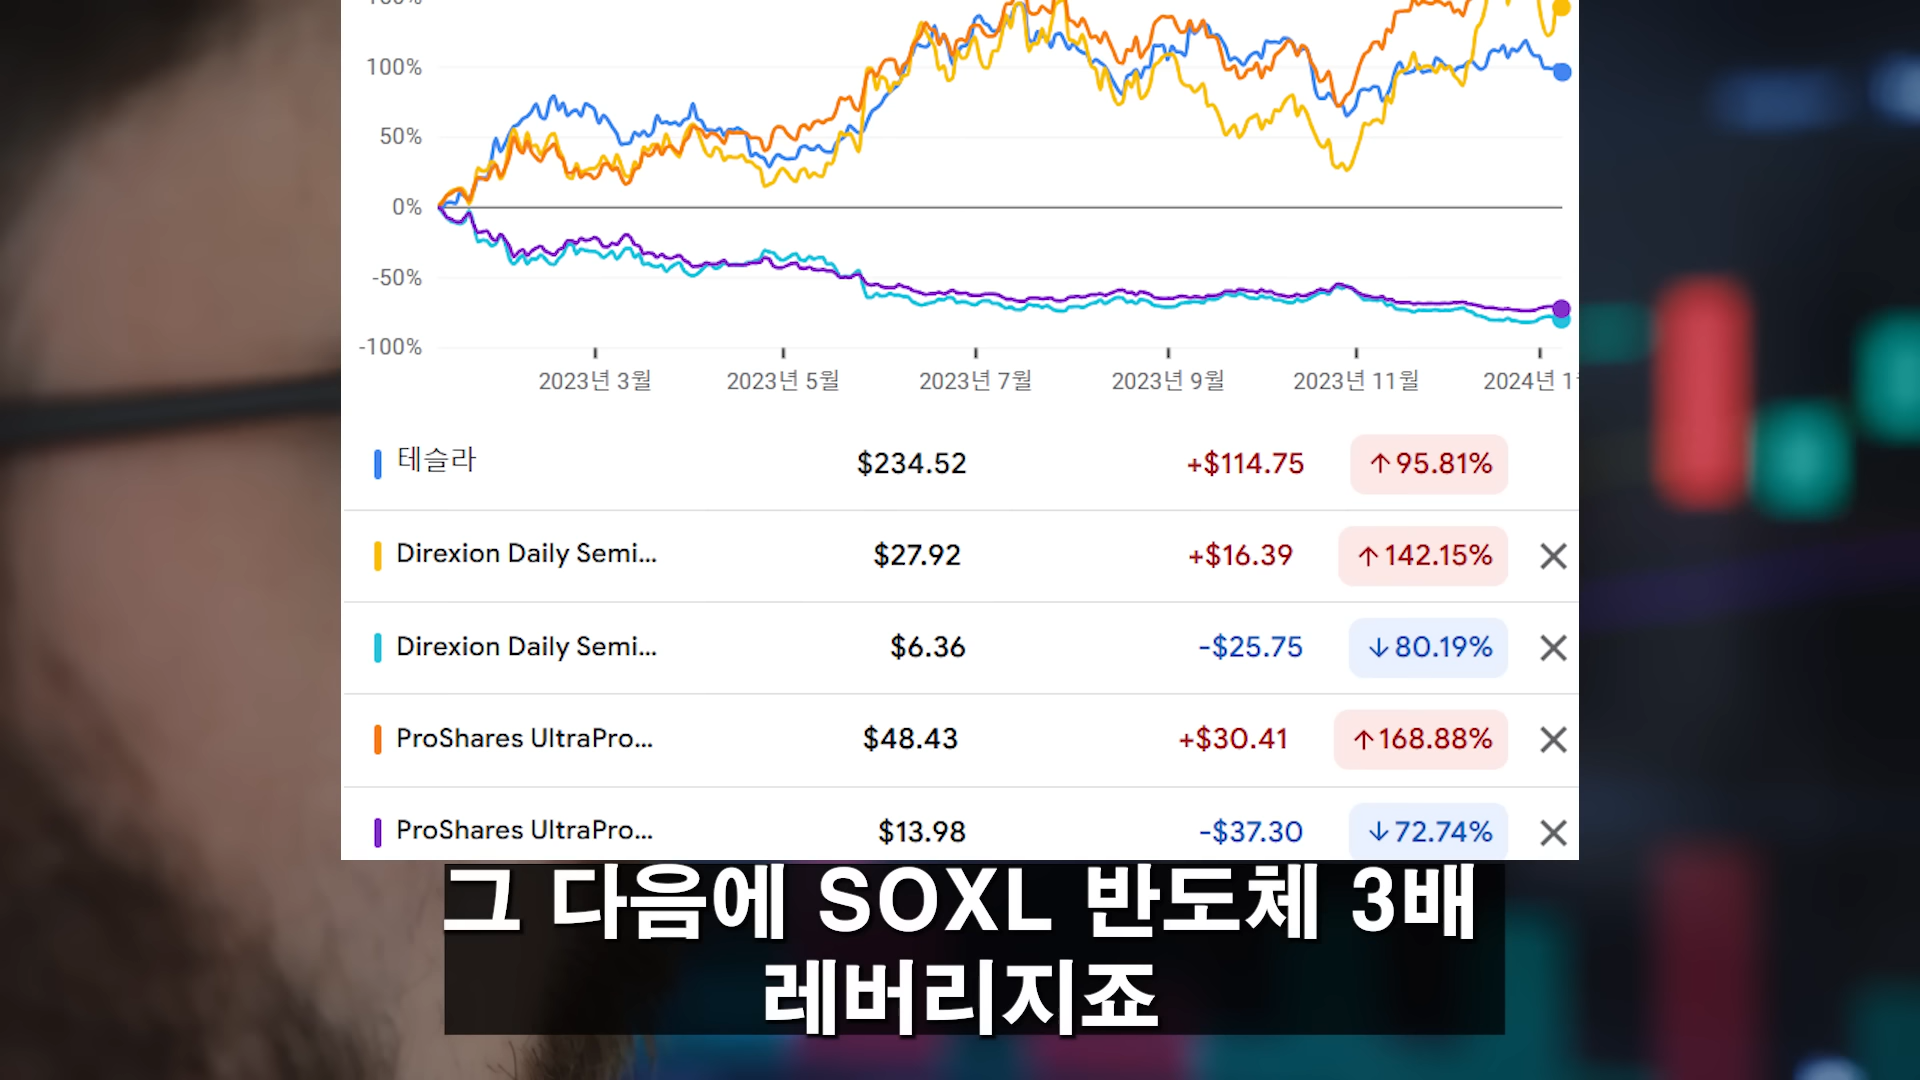 100%
50%
0%
-50%
-100%
2023년 3월 2023년 5월 2023년 7월 2023년 9월 2023년 11월 2024년
테슬라 $234.52 +$114.75 ↑95.81%
Direxion Daily Semi... $27.92 +$16.39 ↑142.15%
Direxion Daily Semi... $6.36 -$25.75 ↓80.19%
ProShares UltraPro... $48.43 +$30.41 ↑168.88%
ProShares UltraPro... $13.98 -$37.30 ↓72.74%
그 다음에 SOXL 반도체 3배
레버리지죠